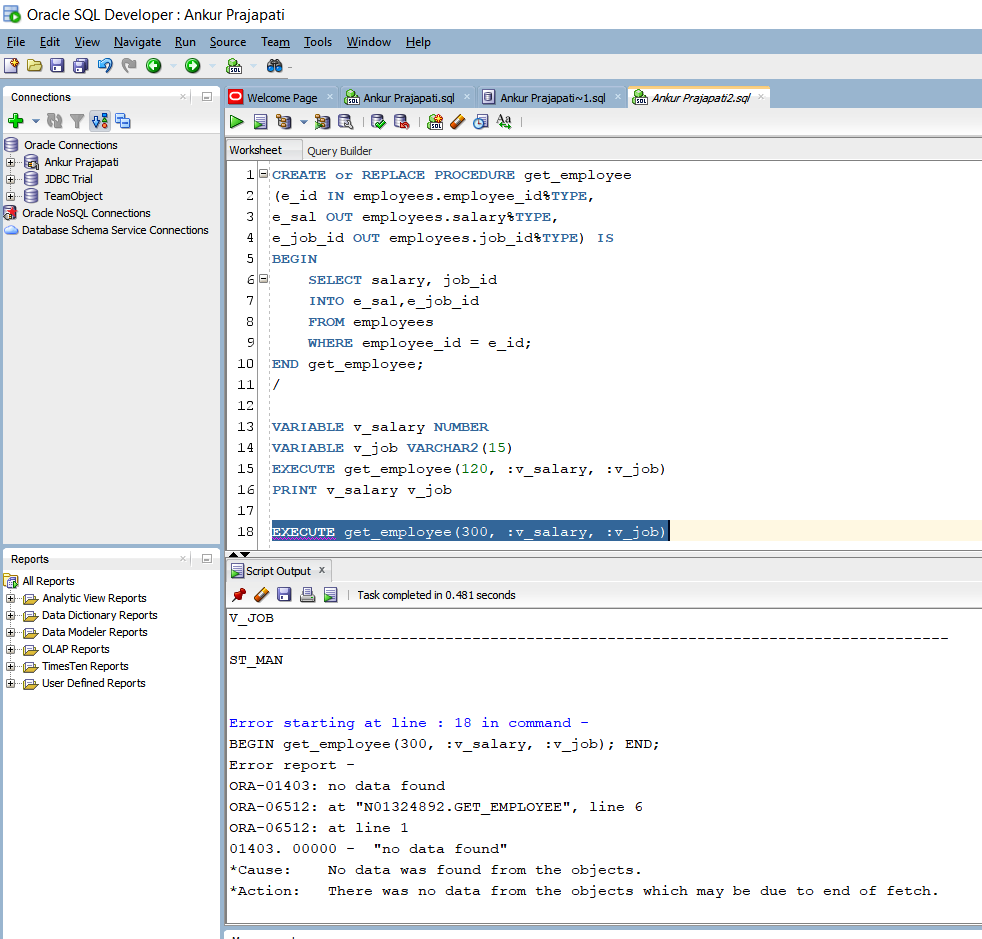 Oracle SQL Developer : Ankur Prajapati
File Edit View Navigate Run Source Team Tools Window Help
Connections
Oracle Connections
Ankur Prajapati
JDBC Trial
TeamObject
Oracle NoSQL Connections
Database Schema Service Connections
Reports
All Reports
Analytic View Reports
Data Dictionary Reports
Data Modeler Reports
OLAP Reports
TimesTen Reports
User Defined Reports
Welcome Page Ankur Prajapati.sql Ankur Prajapati~1.sql Ankur Prajapati2.sql
Worksheet Query Builder
1 CREATE or REPLACE PROCEDURE get_employee
2 (e_id IN employees.employee_id%TYPE,
3 e_sal OUT employees.salary%TYPE,
4 e_job_id OUT employees.job_id%TYPE) IS
5 BEGIN
6 SELECT salary, job_id
7 INTO e_sal,e_job_id
8 FROM employees
9 WHERE employee_id = e_id;
10 END get_employee;
11 /
12
13 VARIABLE v_salary NUMBER
14 VARIABLE v_job VARCHAR2(15)
15 EXECUTE get_employee(120, :v_salary, :v_job)
16 PRINT v_salary v_job
17
18 EXECUTE get_employee(300, :v_salary, :v_job)
Script Output x
Task completed in 0.481 seconds
V_JOB
--------------------------------------------------------------------------------
ST_MAN
Error starting at line : 18 in command -
BEGIN get_employee(300, :v_salary, :v_job); END;
Error report -
ORA-01403: no data found
ORA-06512: at "N01324892.GET_EMPLOYEE", line 6
ORA-06512: at line 1
01403. 00000 - "no data found"
*Cause: No data was found from the objects.
*Action: There was no data from the objects which may be due to end of fetch.